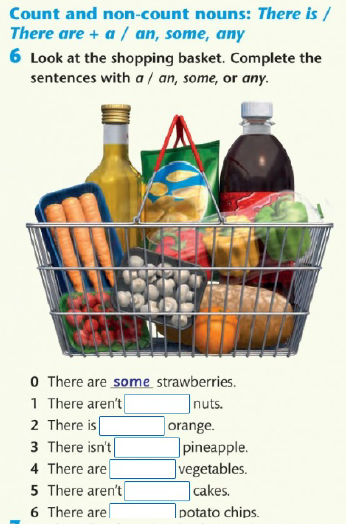 Count and non-count nouns: There is /
There are + a / an, some, any
6 Look at the shopping basket. Complete the
sentences with a / an, some, or any.
0 There are some strawberries.
1 There aren't nuts.
2 There is orange.
3 There isn't pineapple.
4 There are vegetables.
5 There aren't cakes.
6 There are potato chips.